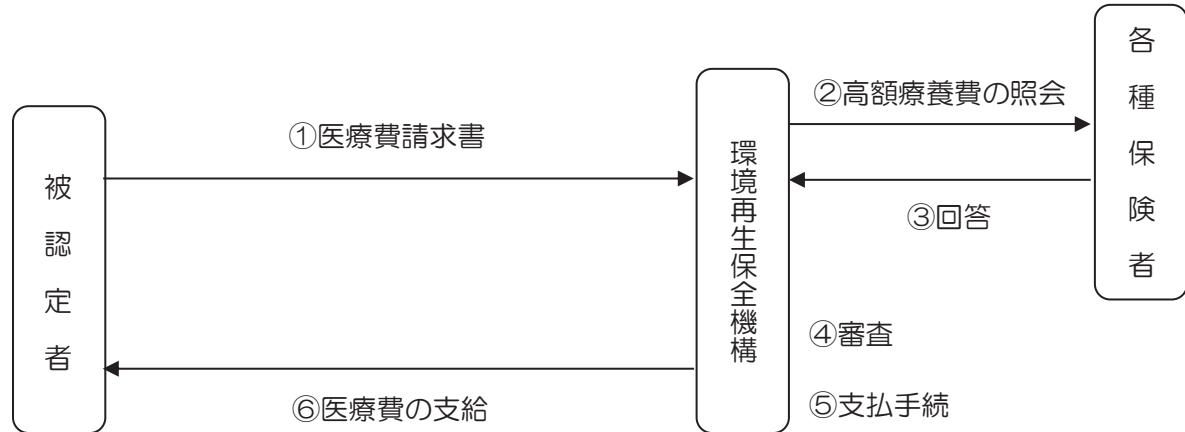 被認定者
①医療費請求書
⑥医療費の支給
環境再生保全機構
②高額療養費の照会
③回答
④審査
⑤支払手続
各種保険者